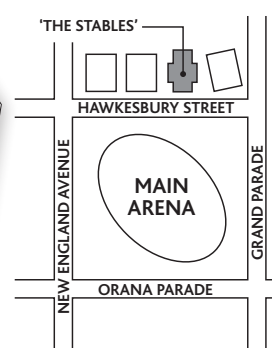 'THE STABLES'
HAWKESBURY STREET
NEW ENGLAND AVENUE
MAIN
ARENA
GRAND PARADE
ORANA PARADE